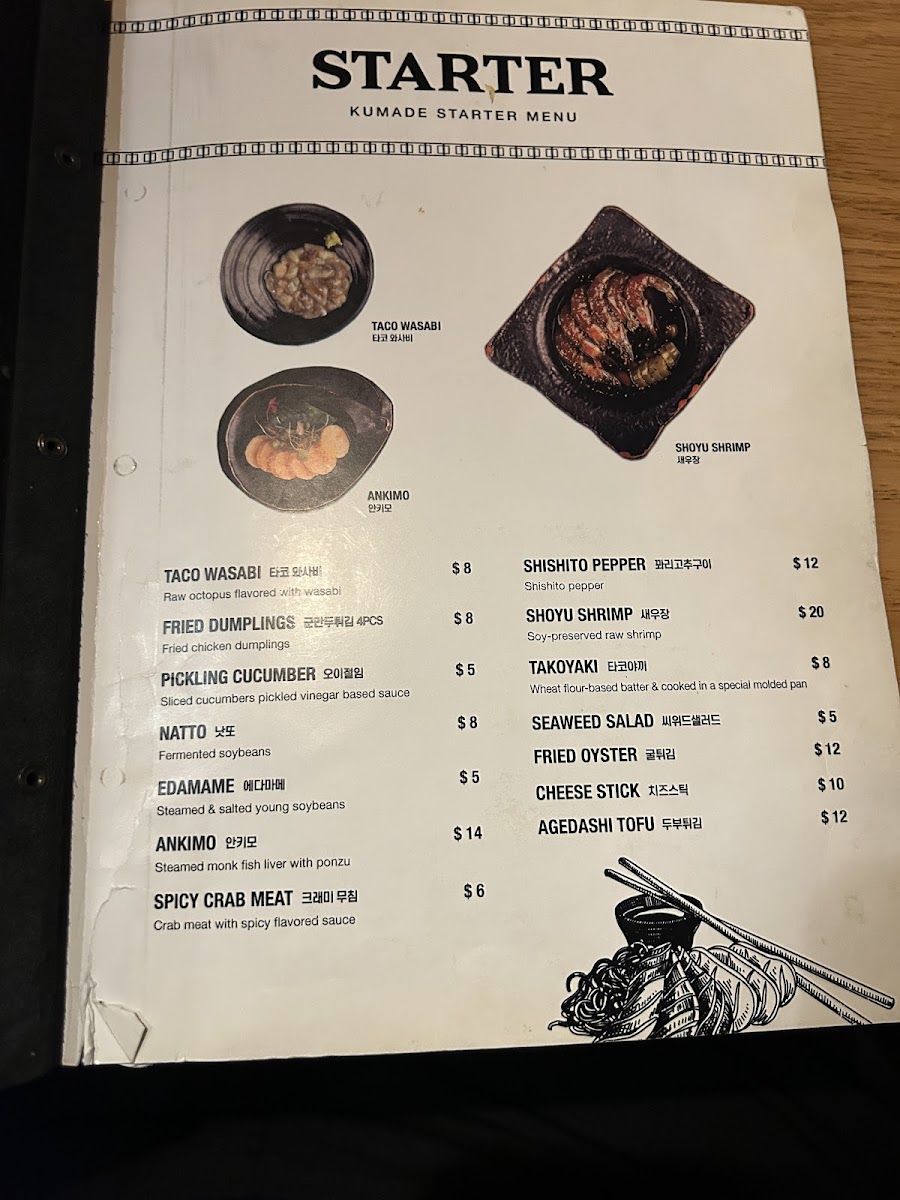 STARTER
KUMADE STARTER MENU
TACO WASABI
타코 와사비
ANKIMO
안키모
SHOYU SHRIMP
새우장
TACO WASABI 타코 와사비 $ 8
Raw octopus flavored with wasabi
FRIED DUMPLINGS 군만두튀김 4PCS $ 8
Fried chicken dumplings
PICKLING CUCUMBER 오이절임 $ 5
Sliced cucumbers pickled vinegar based sauce
NATTO 낫또 $ 8
Fermented soybeans
EDAMAME 에다마메 $ 5
Steamed & salted young soybeans
ANKIMO 안키모 $ 14
Steamed monk fish liver with ponzu
SPICY CRAB MEAT 크래미 무침 $ 6
Crab meat with spicy flavored sauce
SHISHITO PEPPER 꽈리고추구이 $ 12
Shishito pepper
SHOYU SHRIMP 새우장 $ 20
Soy-preserved raw shrimp
TAKOYAKI 타코야끼 $ 8
Wheat flour-based batter & cooked in a special molded pan
SEAWEED SALAD 씨위드샐러드 $ 5
FRIED OYSTER 굴튀김 $ 12
CHEESE STICK 치즈스틱 $ 10
AGEDASHI TOFU 두부튀김 $ 12